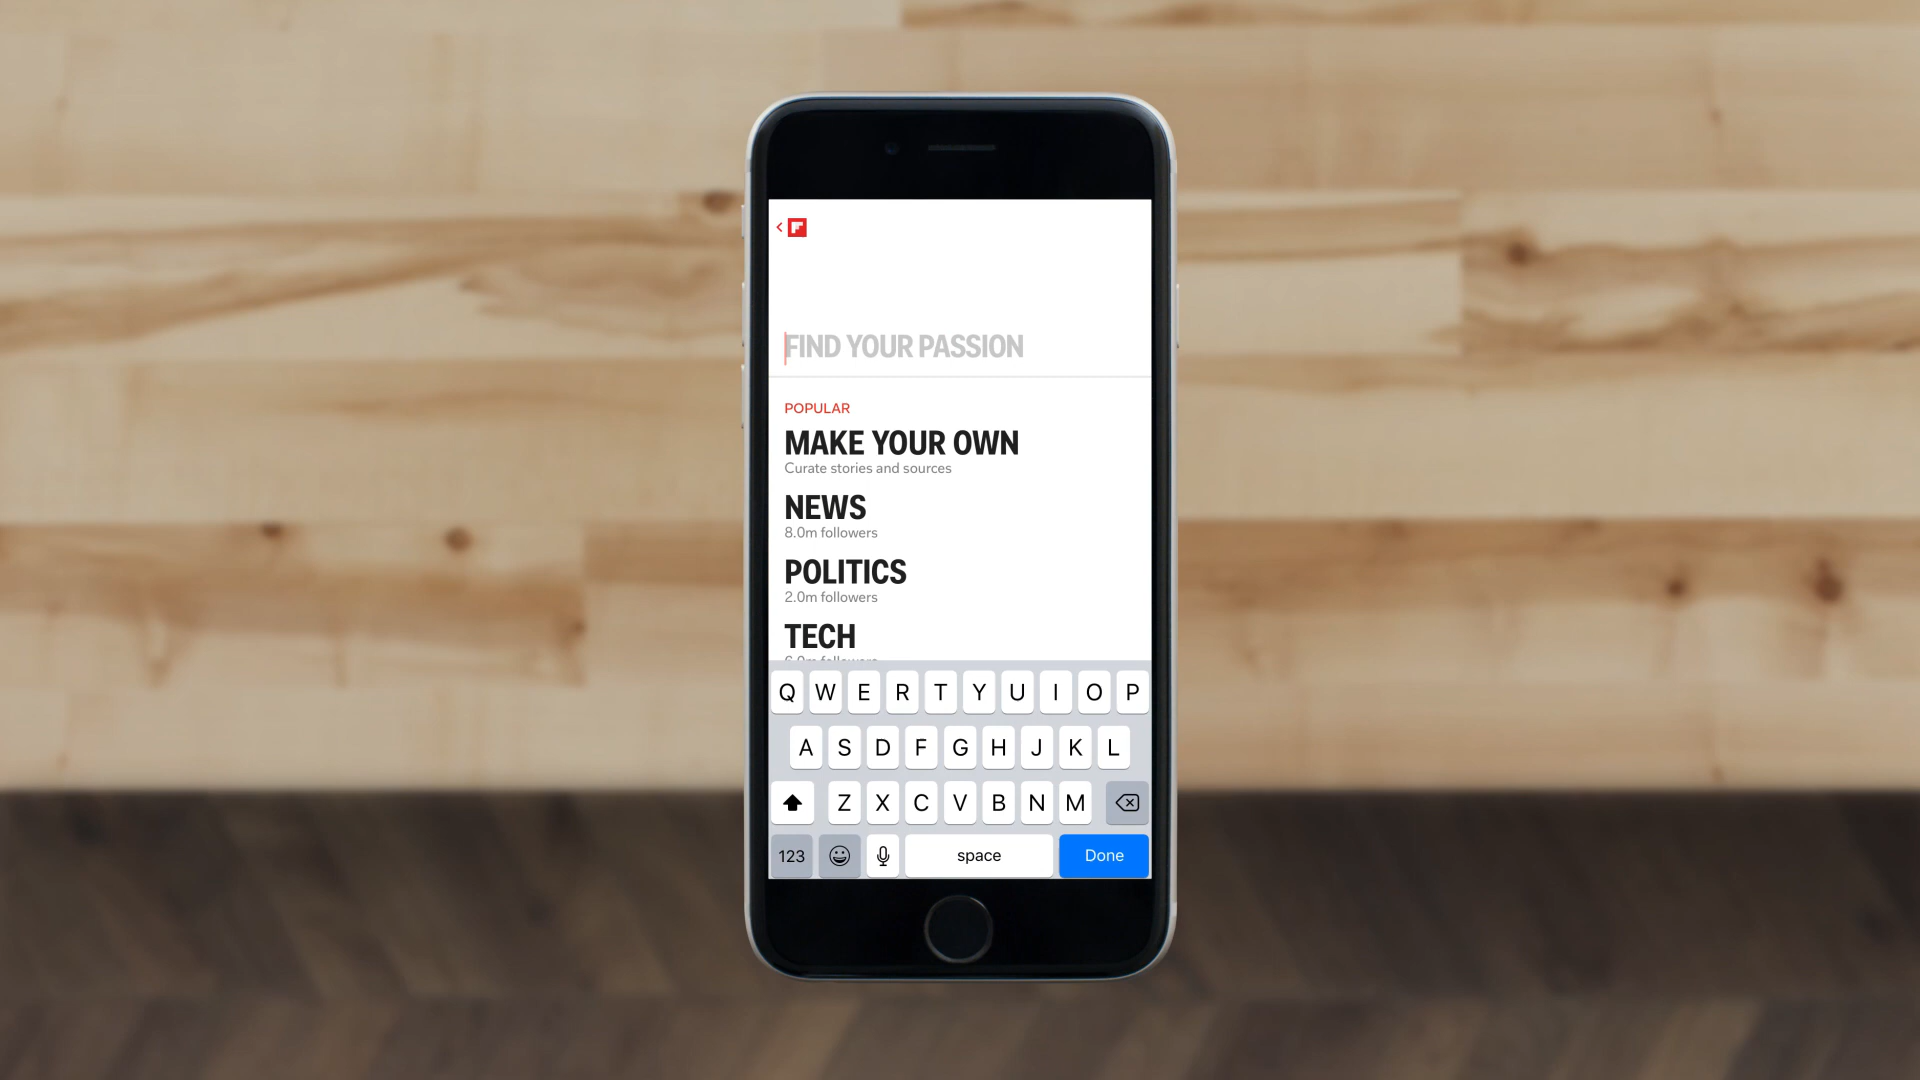 FIND YOUR PASSION
POPULAR
MAKE YOUR OWN
Curate stories and sources
NEWS
8.0m followers
POLITICS
2.0m followers
TECH
Q W E R T Y U I O P
A S D F G H J K L
Z X C V B N M
123 space Done